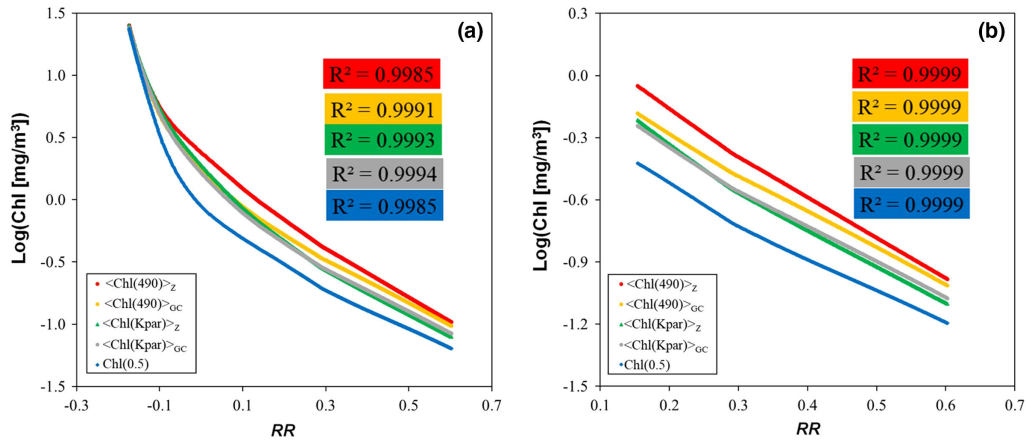 (a)
1.5
1.0
0.5
0.0
-0.5
-1.0
-1.5
Log(Chl [mg/m³])
R² = 0.9985
R² = 0.9991
R² = 0.9993
R² = 0.9994
R² = 0.9985
<Chl(490)>Z
<Chl(490)>GC
<Chl(Kpar)>Z
<Chl(Kpar)>GC
Chl(0.5)
-0.3 -0.1 0.1 0.3 0.5 0.7
RR
(b)
0.3
0.0
-0.3
-0.6
-0.9
-1.2
-1.5
Log(Chl [mg/m³])
R² = 0.9999
R² = 0.9999
R² = 0.9999
R² = 0.9999
R² = 0.9999
<Chl(490)>Z
<Chl(490)>GC
<Chl(Kpar)>Z
<Chl(Kpar)>GC
Chl(0.5)
0.1 0.2 0.3 0.4 0.5 0.6 0.7
RR